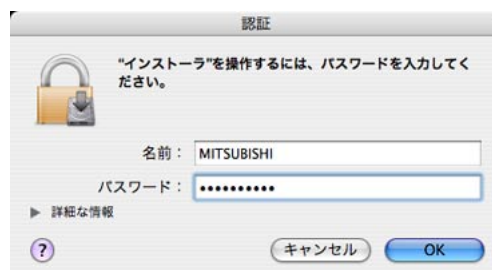 認証
“インストーラ”を操作するには、パスワードを入力してく
ださい。
名前： MITSUBISHI
パスワード： ••••••••••
▶ 詳細な情報
?
キャンセル OK